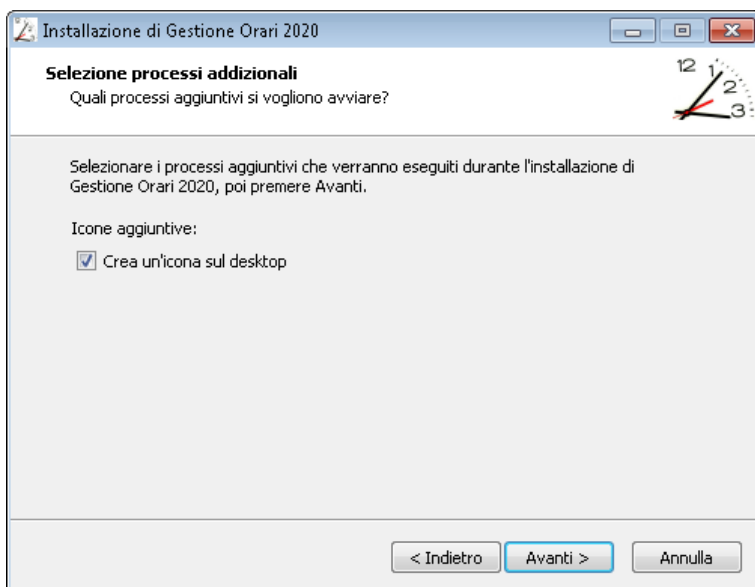 Installazione di Gestione Orari 2020
Selezione processi addizionali
Quali processi aggiuntivi si vogliono avviare?
12
1
2
3
Selezionare i processi aggiuntivi che verranno eseguiti durante l'installazione di
Gestione Orari 2020, poi premere Avanti.
Icone aggiuntive:
Crea un'icona sul desktop
< Indietro
Avanti >
Annulla